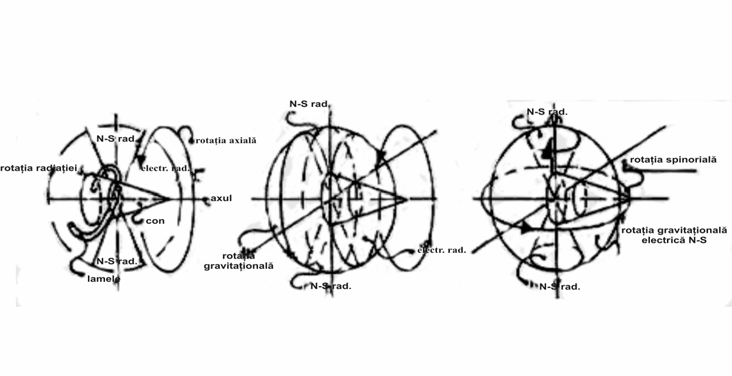 N-S rad.
rotația axială
rotația radiației
electr. rad.
axul
con
N-S rad.
lamele
N-S rad.
rotația
gravitațională
electr. rad.
N-S rad.
N-S rad.
rotația spinorială
rotația gravitațională
electrică N-S
N-S rad.